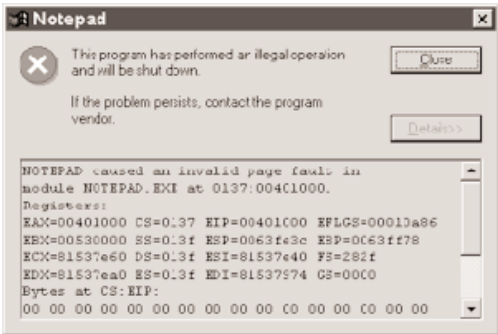 Notepad
This program has performed an illegal operation
and will be shut down.
Close
If the problem persists, contact the program
vendor.
Details>>
NOTEPAD caused an invalid page fault in
module NOTEPAD.EXE at 0137:00401000.
Registers:
EAX=00401000 CS=0137 EIP=00401000 EFLGS=00010a86
EBX=00530000 SS=013f ESP=0063fe3c EBP=0063ff78
ECX=81537e60 DS=013f ESI=81537e40 FS=282f
EDX=81537ea0 ES=013f EDI=81537974 GS=0000
Bytes at CS:EIP:
00 00 00 00 00 00 00 00 00 00 00 00 00 00 00 00